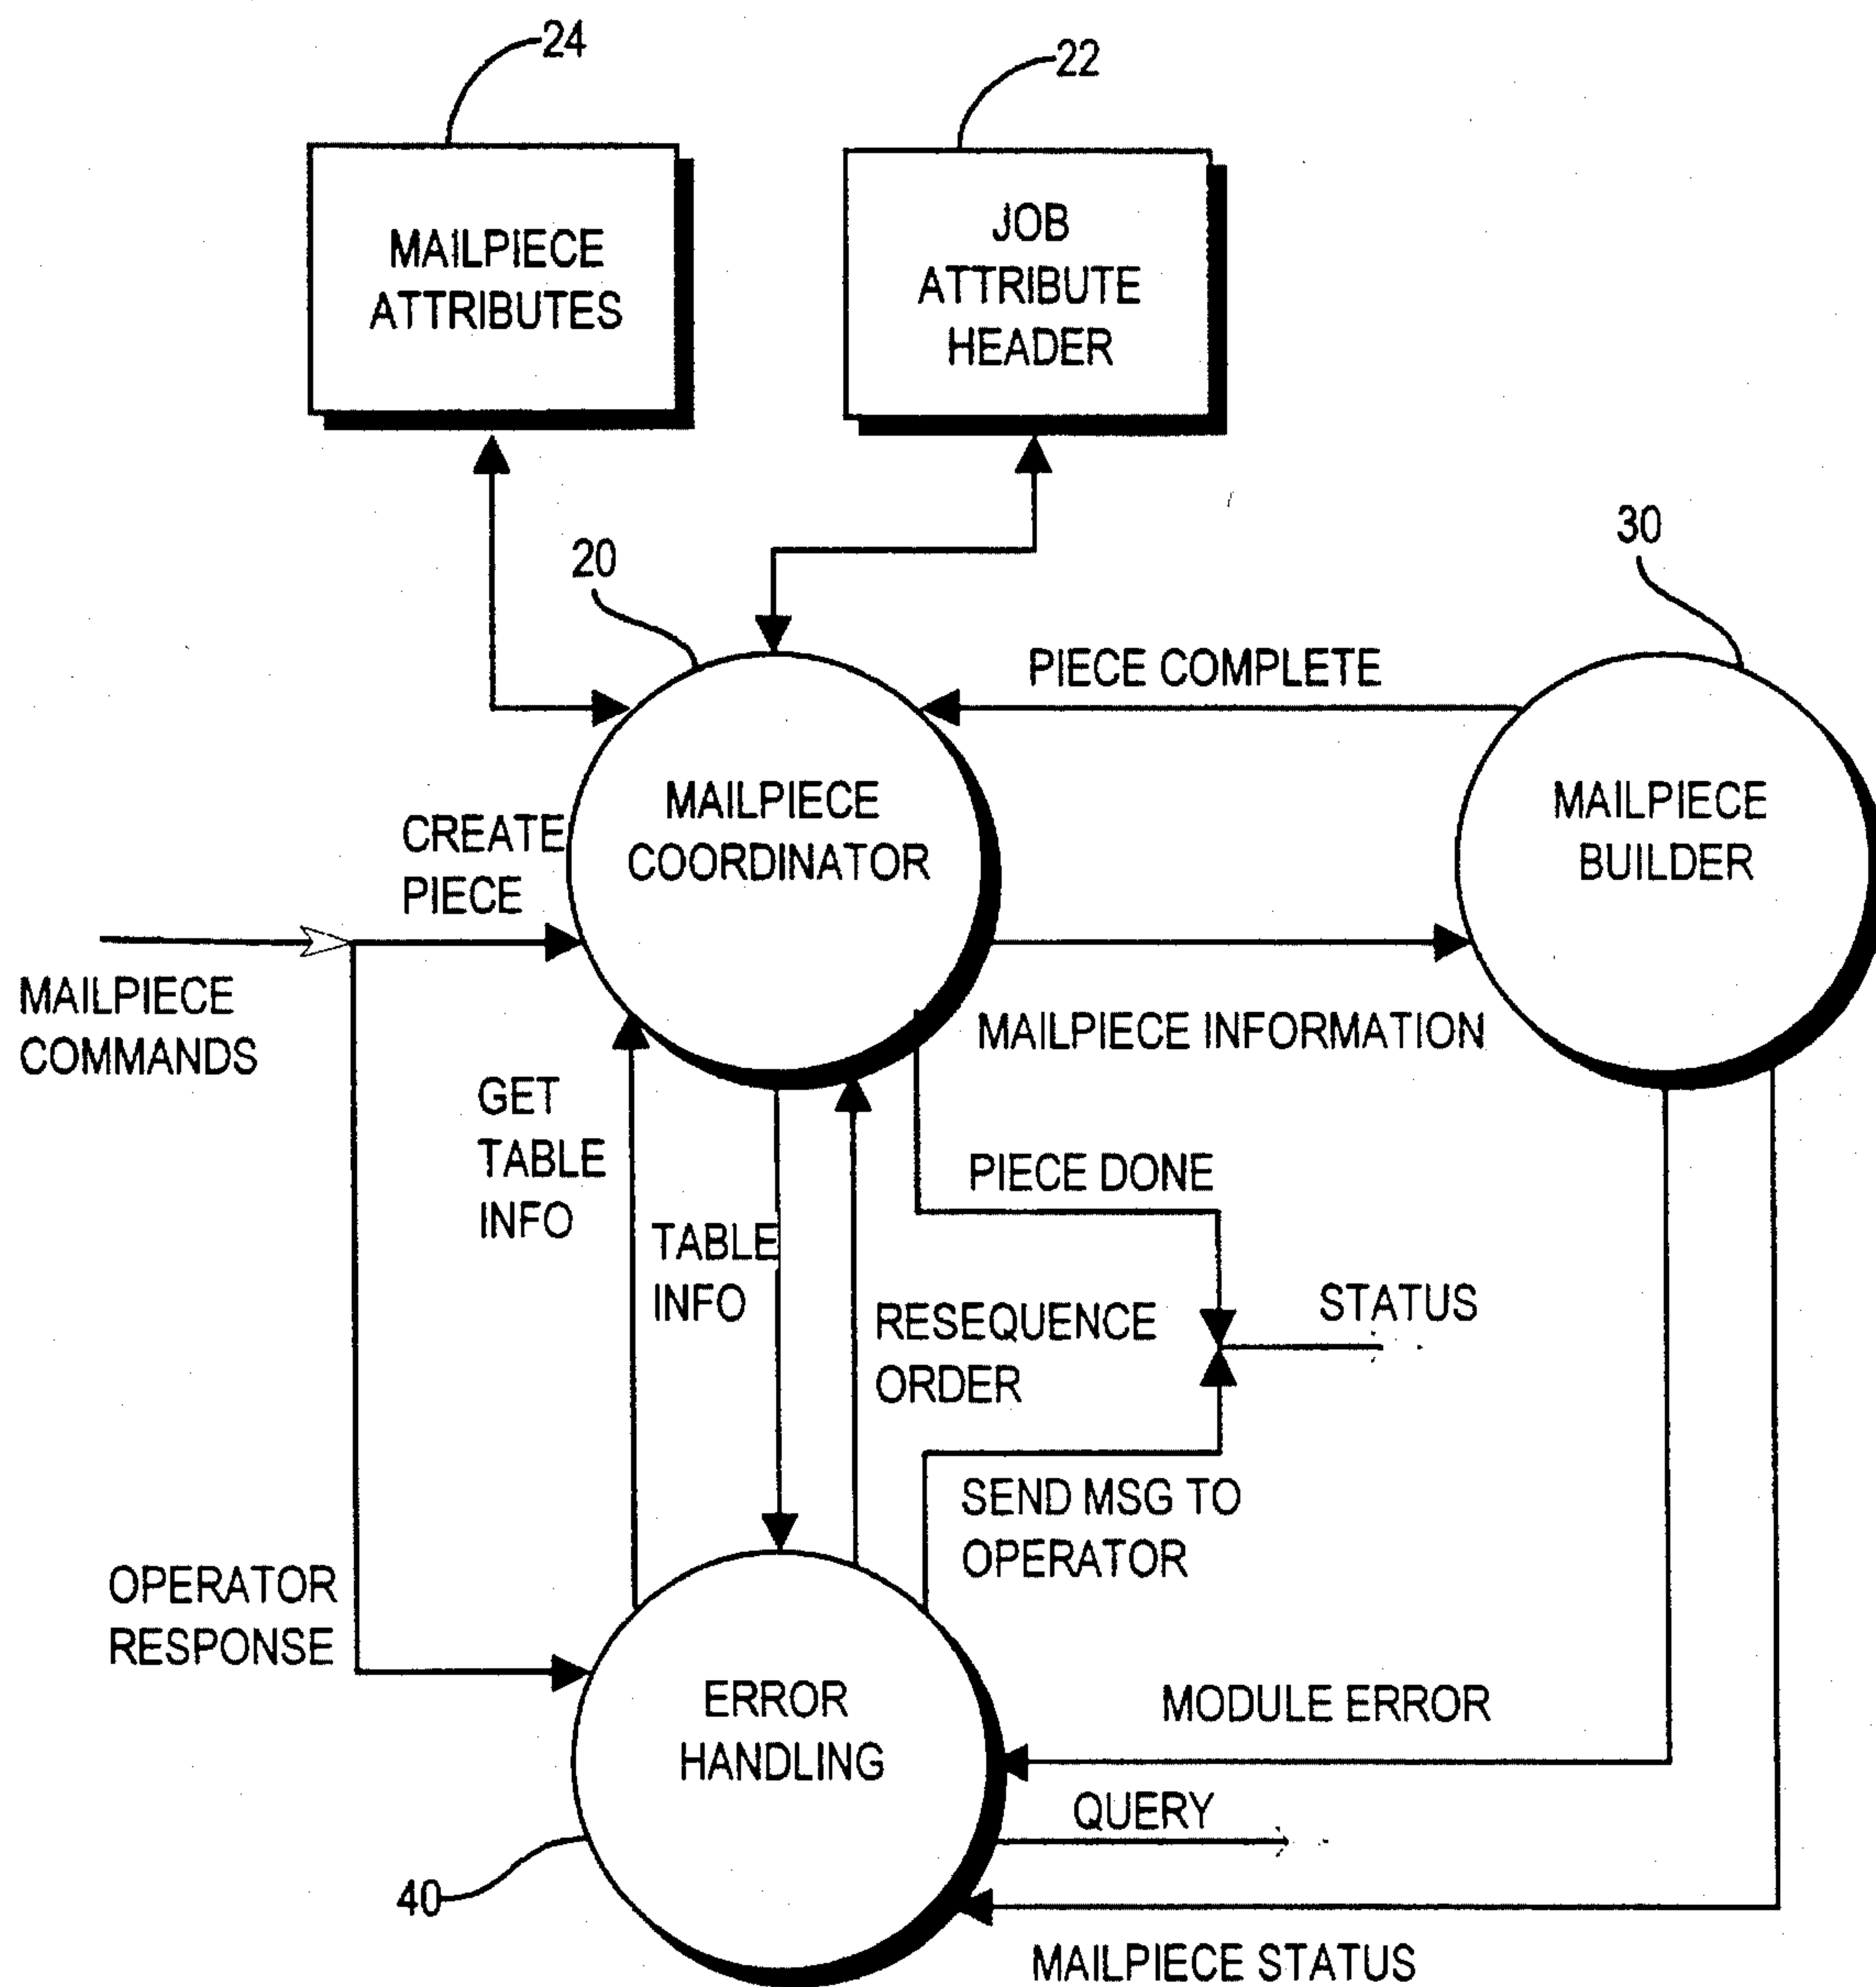 24
22
MAILPIECE
ATTRIBUTES
JOB
ATTRIBUTE
HEADER
20
30
PIECE COMPLETE
MAILPIECE
COORDINATOR
MAILPIECE
BUILDER
CREATE
PIECE
MAILPIECE
COMMANDS
MAILPIECE INFORMATION
GET
TABLE
INFO
TABLE
INFO
PIECE DONE
RESEQUENCE
ORDER
STATUS
SEND MSG TO
OPERATOR
OPERATOR
RESPONSE
ERROR
HANDLING
MODULE ERROR
QUERY
40
MAILPIECE STATUS